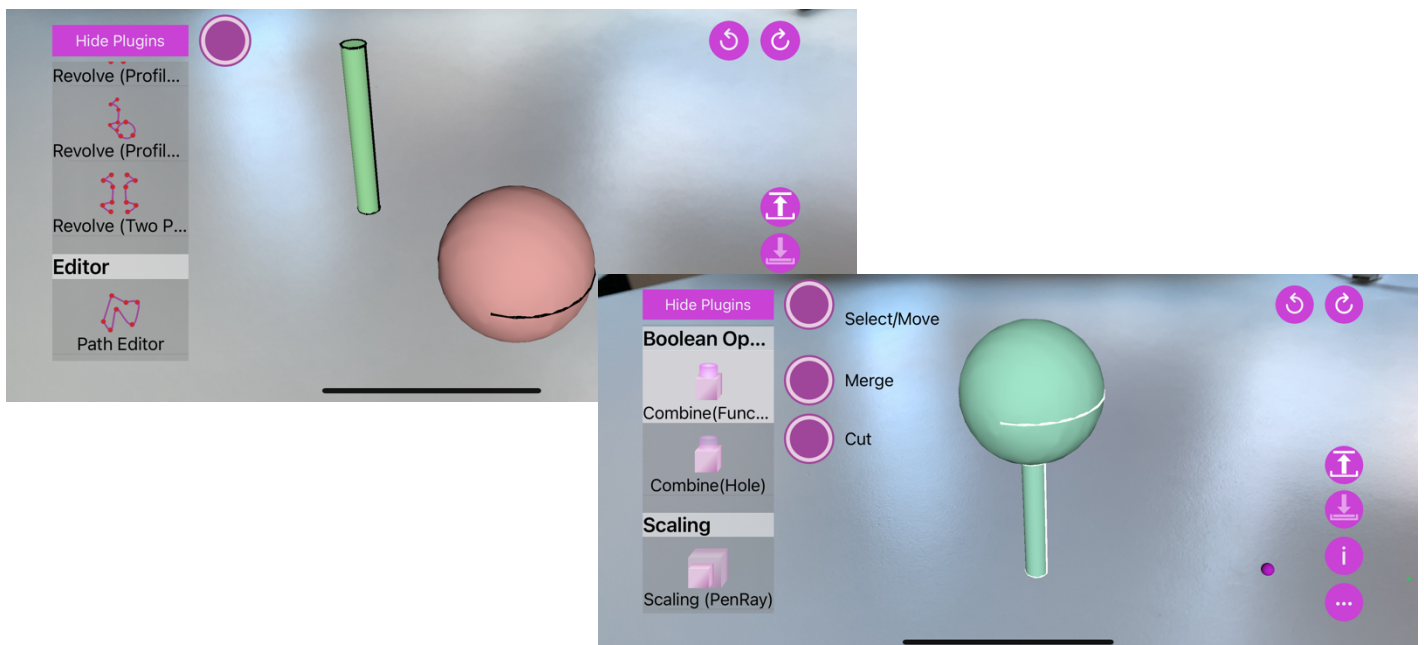 Hide Plugins
Revolve (Profil...
Revolve (Profil...
Revolve (Two P...
Editor
Path Editor
Hide Plugins
Select/Move
Boolean Op...
Merge
Combine(Func...
Cut
Combine(Hole)
Scaling
Scaling (PenRay)
i
...